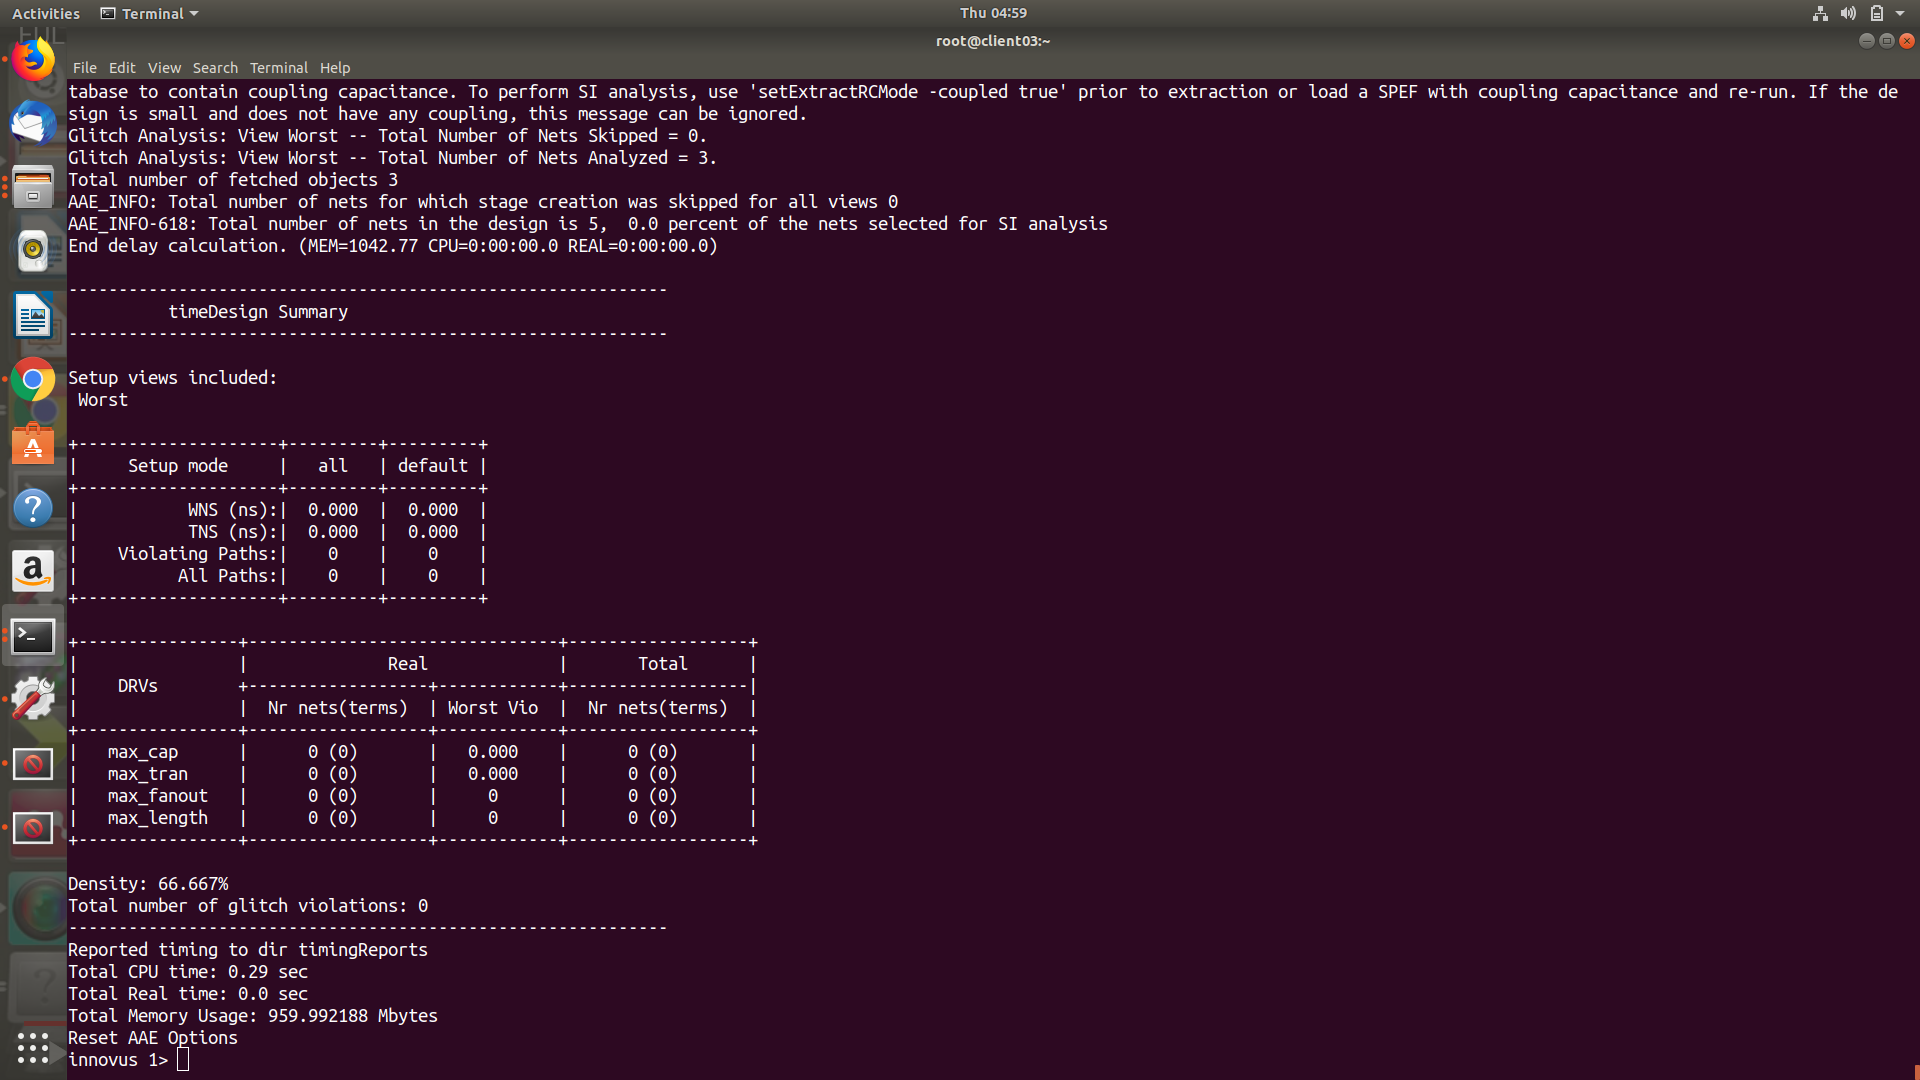 Activities Terminal Thu 04:59
root@client03:~
File Edit View Search Terminal Help
tabase to contain coupling capacitance. To perform SI analysis, use 'setExtractRCMode -coupled true' prior to extraction or load a SPEF with coupling capacitance and re-run. If the de
sign is small and does not have any coupling, this message can be ignored.
Glitch Analysis: View Worst -- Total Number of Nets Skipped = 0.
Glitch Analysis: View Worst -- Total Number of Nets Analyzed = 3.
Total number of fetched objects 3
AAE_INFO: Total number of nets for which stage creation was skipped for all views 0
AAE_INFO-618: Total number of nets in the design is 5,  0.0 percent of the nets selected for SI analysis
End delay calculation. (MEM=1042.77 CPU=0:00:00.0 REAL=0:00:00.0)
------------------------------------------------------------
          timeDesign Summary
------------------------------------------------------------
Setup views included:
 Worst
+--------------------+---------+---------+
|     Setup mode     |   all   | default |
+--------------------+---------+---------+
|           WNS (ns):|  0.000  |  0.000  |
|           TNS (ns):|  0.000  |  0.000  |
|    Violating Paths:|    0    |    0    |
|          All Paths:|    0    |    0    |
+--------------------+---------+---------+
+----------------+-------------------------------+------------------+
|                |              Real             |       Total      |
|    DRVs        +------------------+------------+------------------|
|                |  Nr nets(terms)  | Worst Vio  |  Nr nets(terms)  |
+----------------+------------------+------------+------------------+
|   max_cap      |      0 (0)       |   0.000    |      0 (0)       |
|   max_tran     |      0 (0)       |   0.000    |      0 (0)       |
|   max_fanout   |      0 (0)       |     0      |      0 (0)       |
|   max_length   |      0 (0)       |     0      |      0 (0)       |
+----------------+------------------+------------+------------------+
Density: 66.667%
Total number of glitch violations: 0
------------------------------------------------------------
Reported timing to dir timingReports
Total CPU time: 0.29 sec
Total Real time: 0.0 sec
Total Memory Usage: 959.992188 Mbytes
Reset AAE Options
innovus 1>